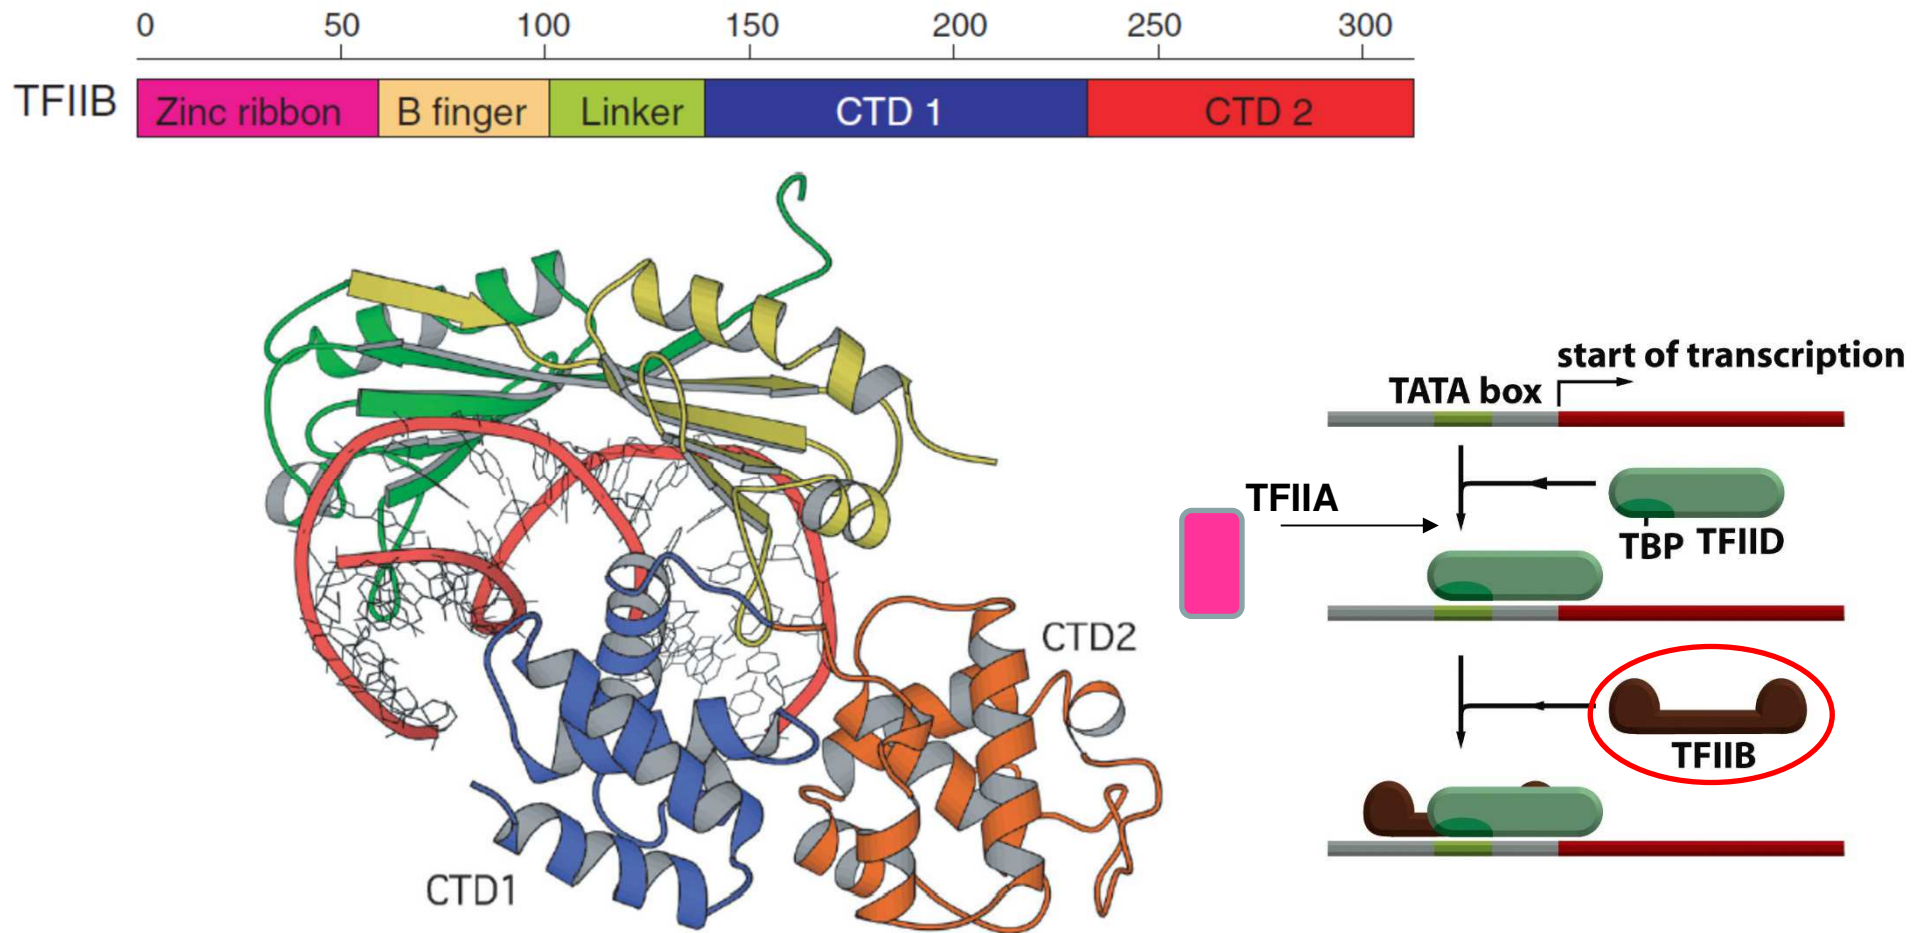 0 50 100 150 200 250 300
TFIIB Zinc ribbon B finger Linker CTD 1 CTD 2
start of transcription
TATA box
TFIIA
TBP TFIID
CTD2
TFIIB
CTD1